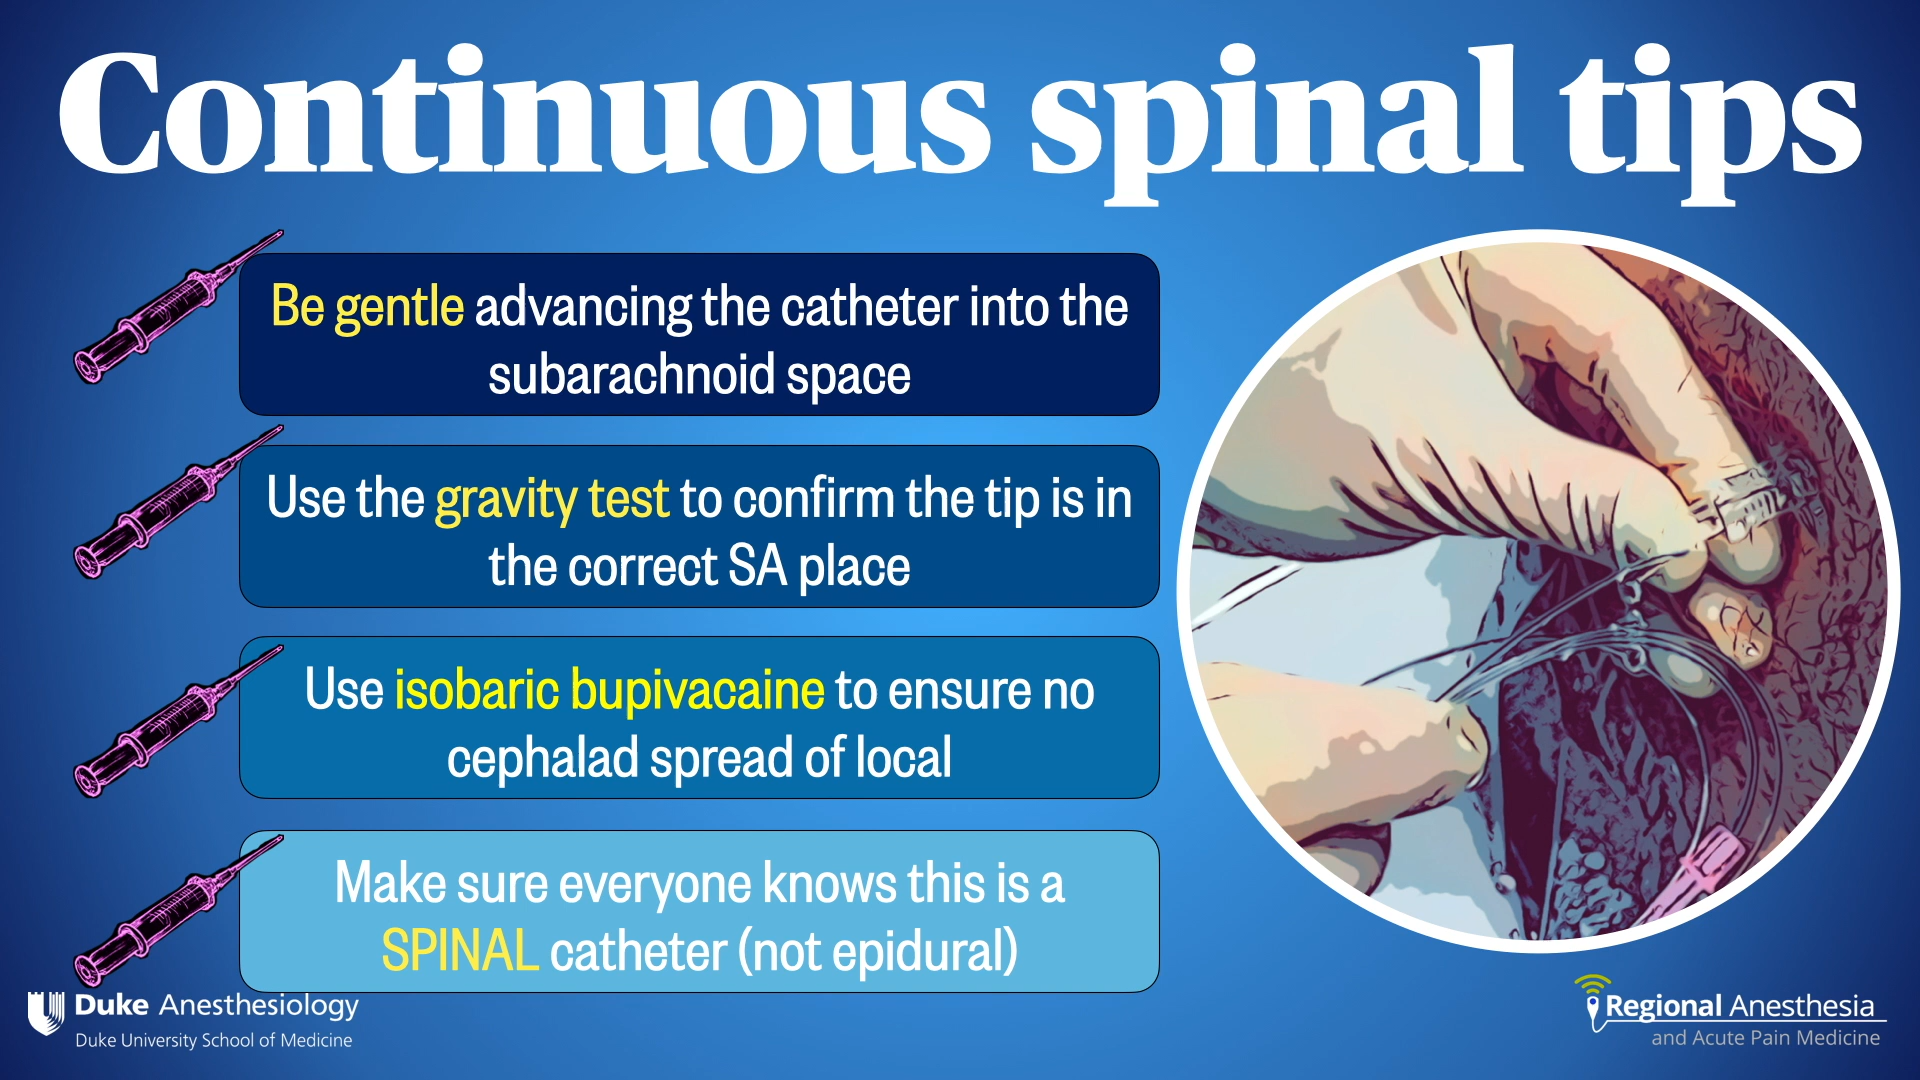 Continuous spinal tips
Be gentle advancing the catheter into the
subarachnoid space
Use the gravity test to confirm the tip is in
the correct SA place
Use isobaric bupivacaine to ensure no
cephalad spread of local
Make sure everyone knows this is a
SPINAL catheter (not epidural)
Duke Anesthesiology
Duke University School of Medicine
Regional Anesthesia
and Acute Pain Medicine